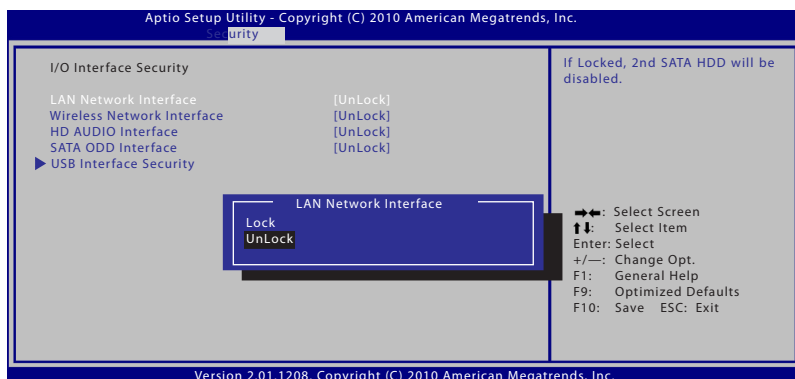 Aptio Setup Utility - Copyright (C) 2010 American Megatrends, Inc.
Security
I/O Interface Security
LAN Network Interface [UnLock]
Wireless Network Interface [UnLock]
HD AUDIO Interface [UnLock]
SATA ODD Interface [UnLock]
USB Interface Security
If Locked, 2nd SATA HDD will be
disabled.
LAN Network Interface
Lock
UnLock
→←: Select Screen
↑↓: Select Item
Enter: Select
+/—: Change Opt.
F1: General Help
F9: Optimized Defaults
F10: Save ESC: Exit
Version 2.01.1208. Copyright (C) 2010 American Megatrends, Inc.